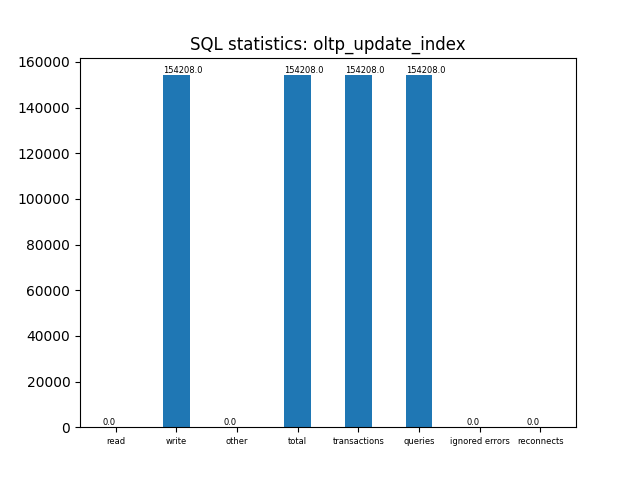 SQL statistics: oltp_update_index
160000
140000
120000
100000
80000
60000
40000
20000
0
0.0
154208.0
0.0
154208.0
154208.0
154208.0
0.0
0.0
read
write
other
total
transactions
queries
ignored errors
reconnects